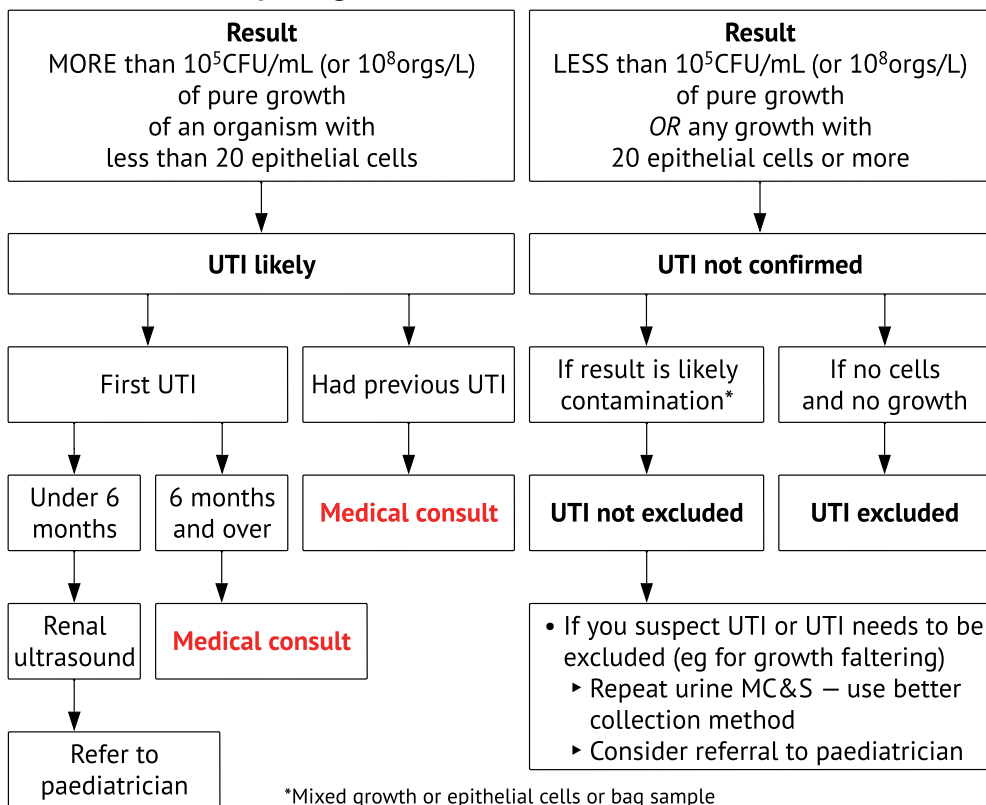 Result
MORE than 10⁵CFU/mL (or 10⁸orgs/L)
of pure growth
of an organism with
less than 20 epithelial cells
Result
LESS than 10⁵CFU/mL (or 10⁸orgs/L)
of pure growth
OR any growth with
20 epithelial cells or more
UTI likely
UTI not confirmed
First UTI
Had previous UTI
If result is likely
contamination*
If no cells
and no growth
Under 6
months
6 months
and over
Medical consult
UTI not excluded
UTI excluded
Renal
ultrasound
Medical consult
• If you suspect UTI or UTI needs to be
excluded (eg for growth faltering)
▸ Repeat urine MC&S — use better
collection method
▸ Consider referral to paediatrician
Refer to
paediatrician
*Mixed growth or epithelial cells or bag sample